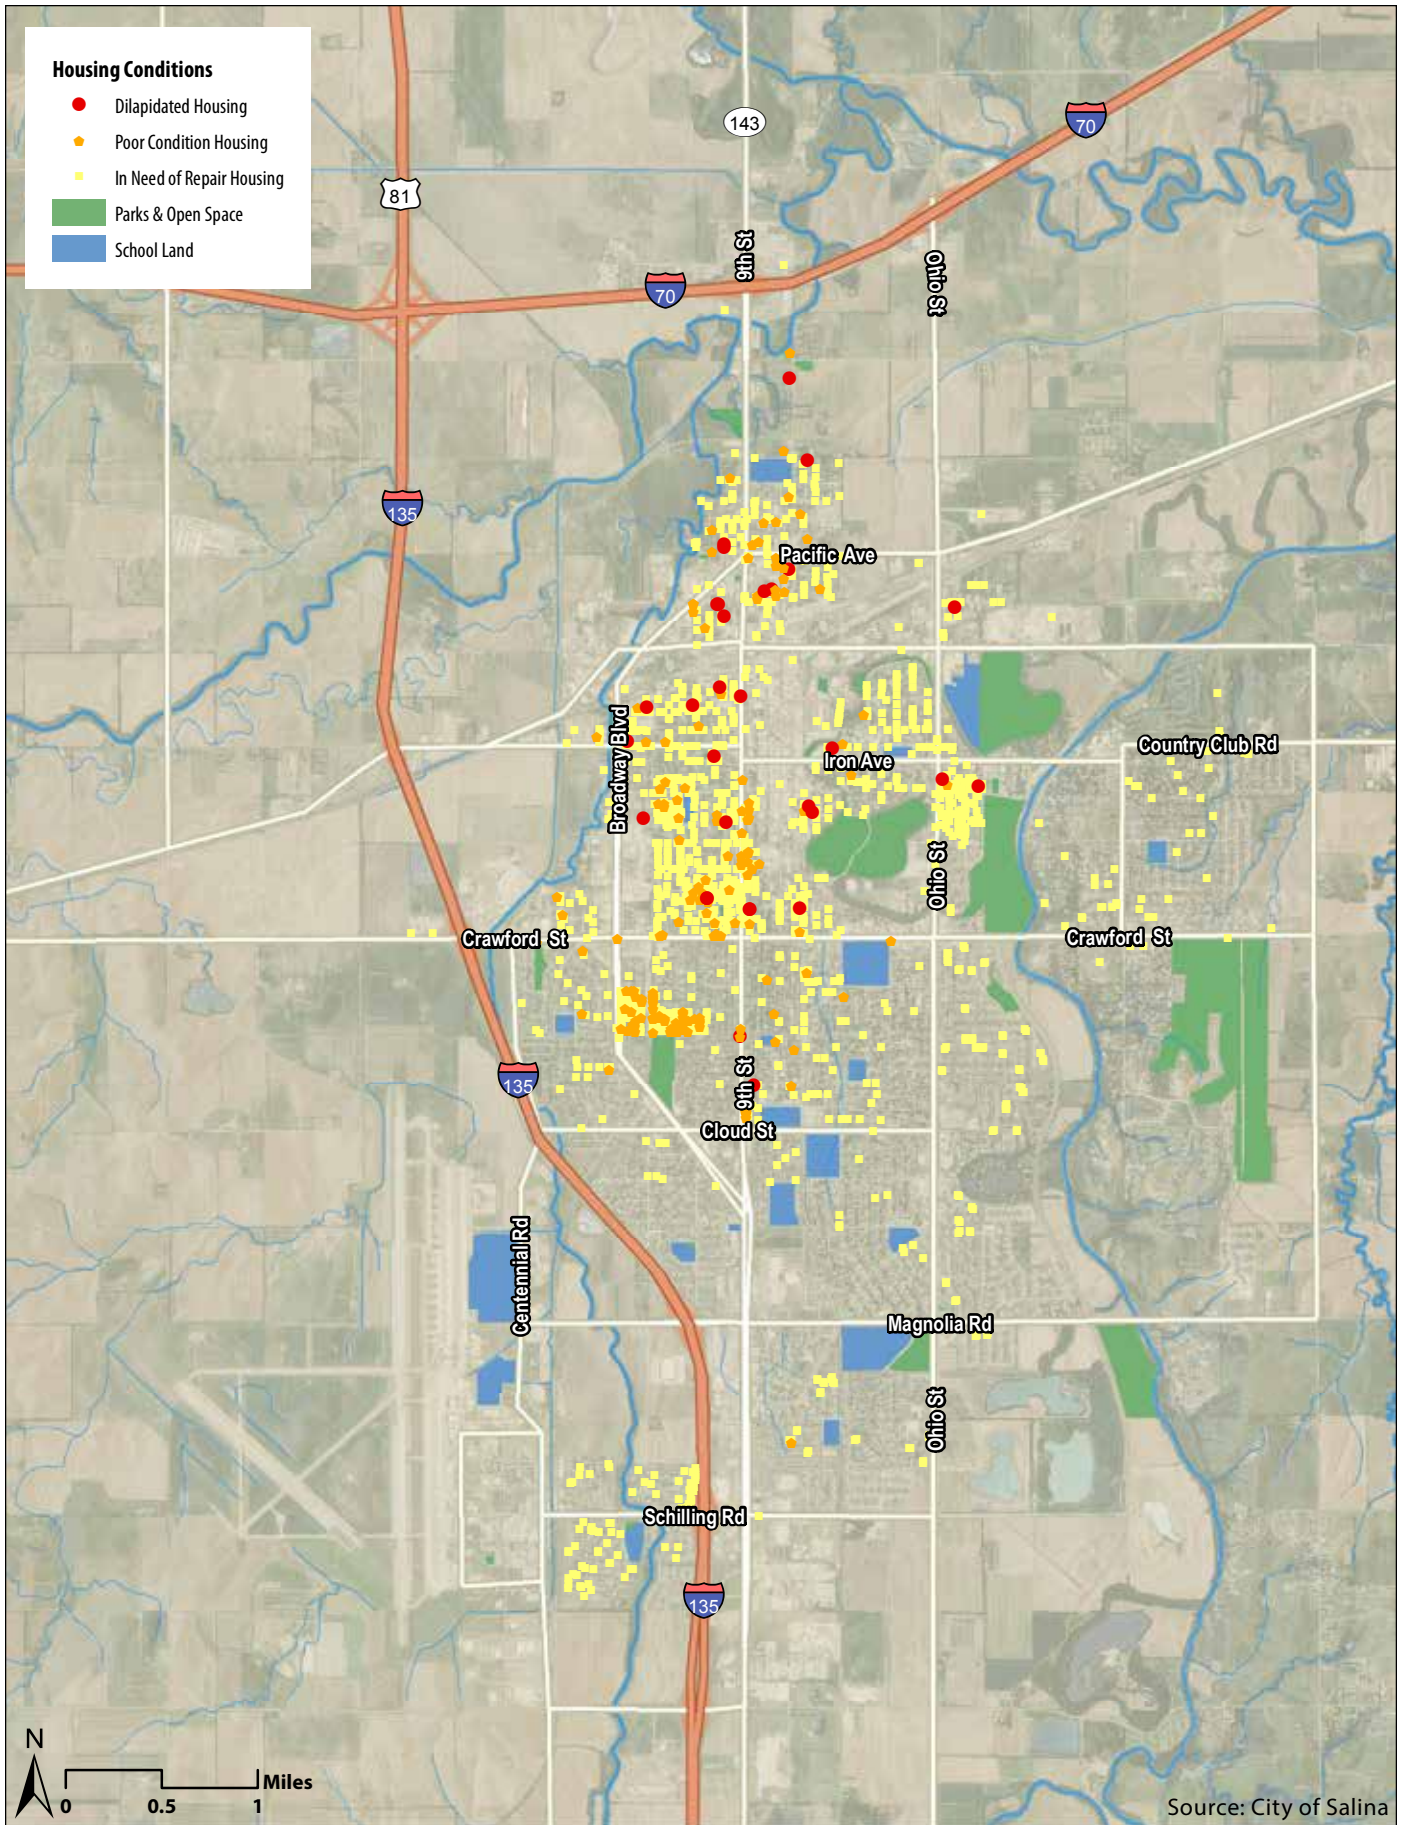 Housing Conditions
Dilapidated Housing
Poor Condition Housing
In Need of Repair Housing
Parks & Open Space
School Land
143
70
81
9th St
Ohio St
70
135
Pacific Ave
Broadway Blvd
Country Club Rd
Iron Ave
Ohio St
Crawford St
Crawford St
135
9th St
Cloud St
Centennial Rd
Magnolia Rd
Ohio St
Schilling Rd
135
N
Miles
0 0.5 1
Source: City of Salina